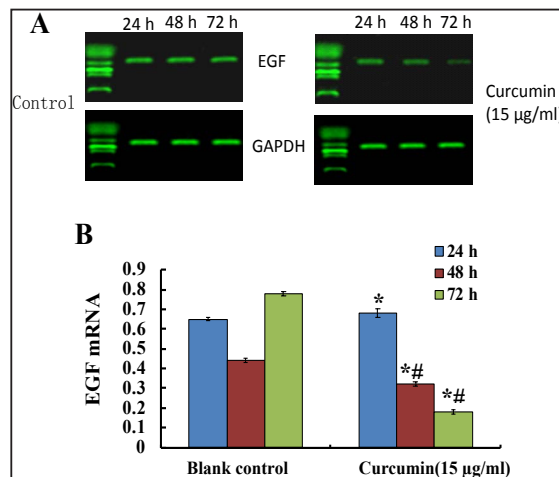 A
24 h 48 h 72 h
24 h 48 h 72 h
Control
EGF
GAPDH
Curcumin
(15 μg/ml)
B
24 h
48 h
72 h
EGF mRNA
0.9
0.8
0.7
0.6
0.5
0.4
0.3
0.2
0.1
0
*
*#
*#
Blank control
Curcumin(15 μg/ml)